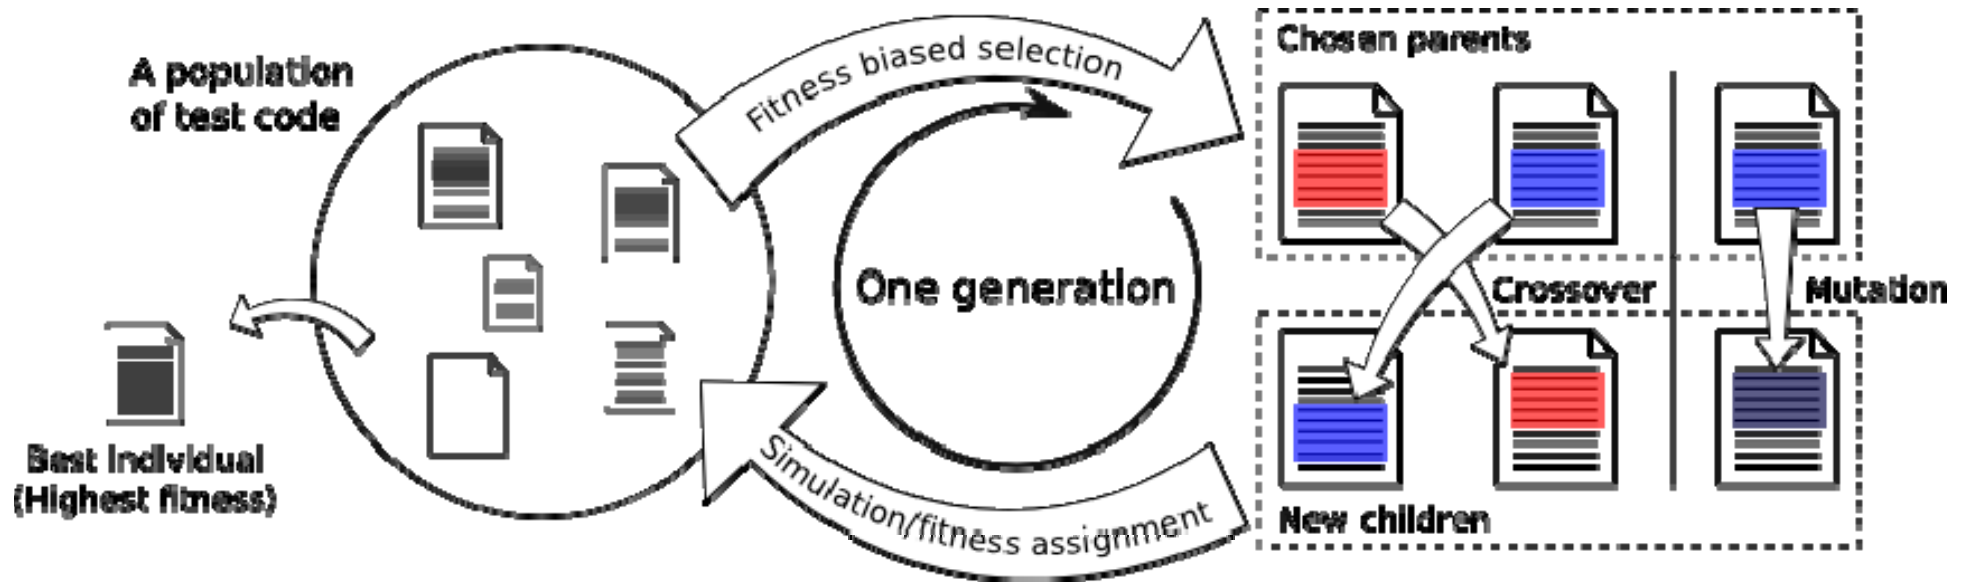 A population
of test code
Fitness biased selection
Chosen parents
One generation
Crossover
Mutation
Best individual
(Highest fitness)
Simulation/fitness assignment
New children